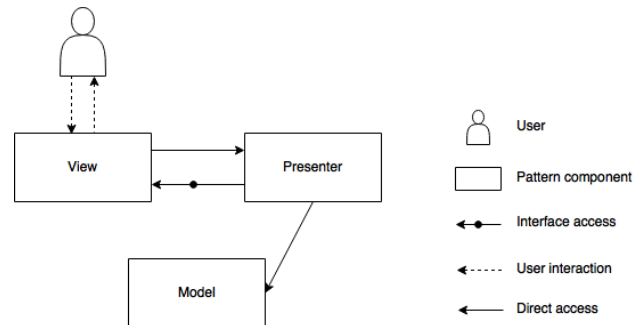 User
View
Presenter
Pattern component
Interface access
User interaction
Model
Direct access